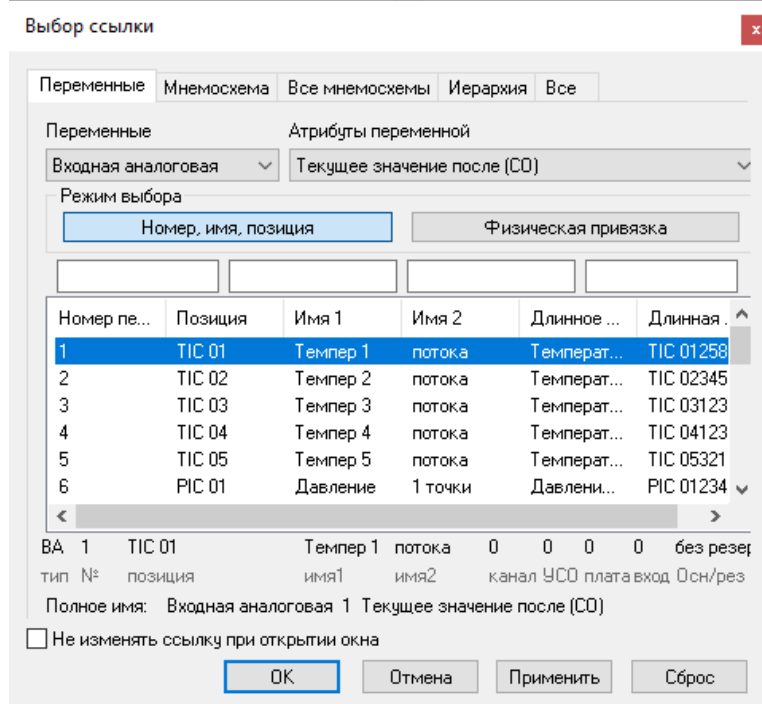 Выбор ссылки x
Переменные Мнемосхема Все мнемосхемы Иерархия Все
Переменные Атрибуты переменной
Входная аналоговая Текущее значение после (СО)
Режим выбора
Номер, имя, позиция Физическая привязка
Номер пе... Позиция Имя 1 Имя 2 Длинное ... Длинная .
1 TIC 01 Темпер 1 потока Температ... TIC 01258
2 TIC 02 Темпер 2 потока Температ... TIC 02345
3 TIC 03 Темпер 3 потока Температ... TIC 03123
4 TIC 04 Темпер 4 потока Температ... TIC 04123
5 TIC 05 Темпер 5 потока Температ... TIC 05321
6 PIC 01 Давление 1 точки Давлени... PIC 01234
ВА 1 TIC 01 Темпер 1 потока 0 0 0 0 без резер
тип № позиция имя1 имя2 канал УСО плата вход Осн/рез
Полное имя: Входная аналоговая 1 Текущее значение после (СО)
Не изменять ссылку при открытии окна
OK Отмена Применить Сброс